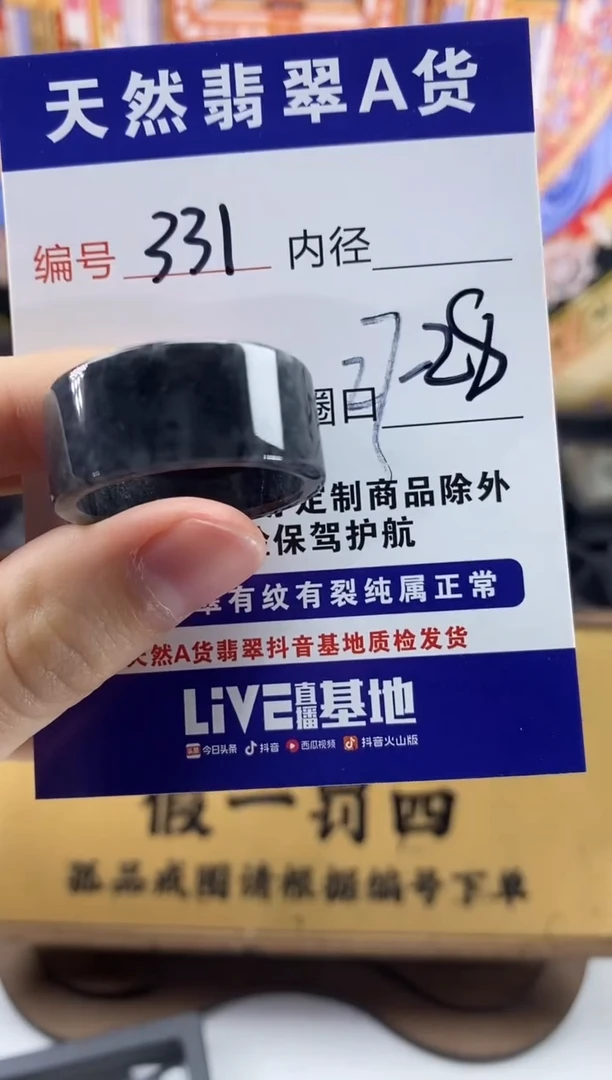 天然翡翠A货
编号 331 内径
圈口 28
定制商品除外
保驾护航
有纹有裂纯属正常
天然A货翡翠抖音基地质检发货
LiVE直播基地
今日头条 抖音 西瓜视频 抖音火山版
假一罚四
孤品戒圈请根据编号下单